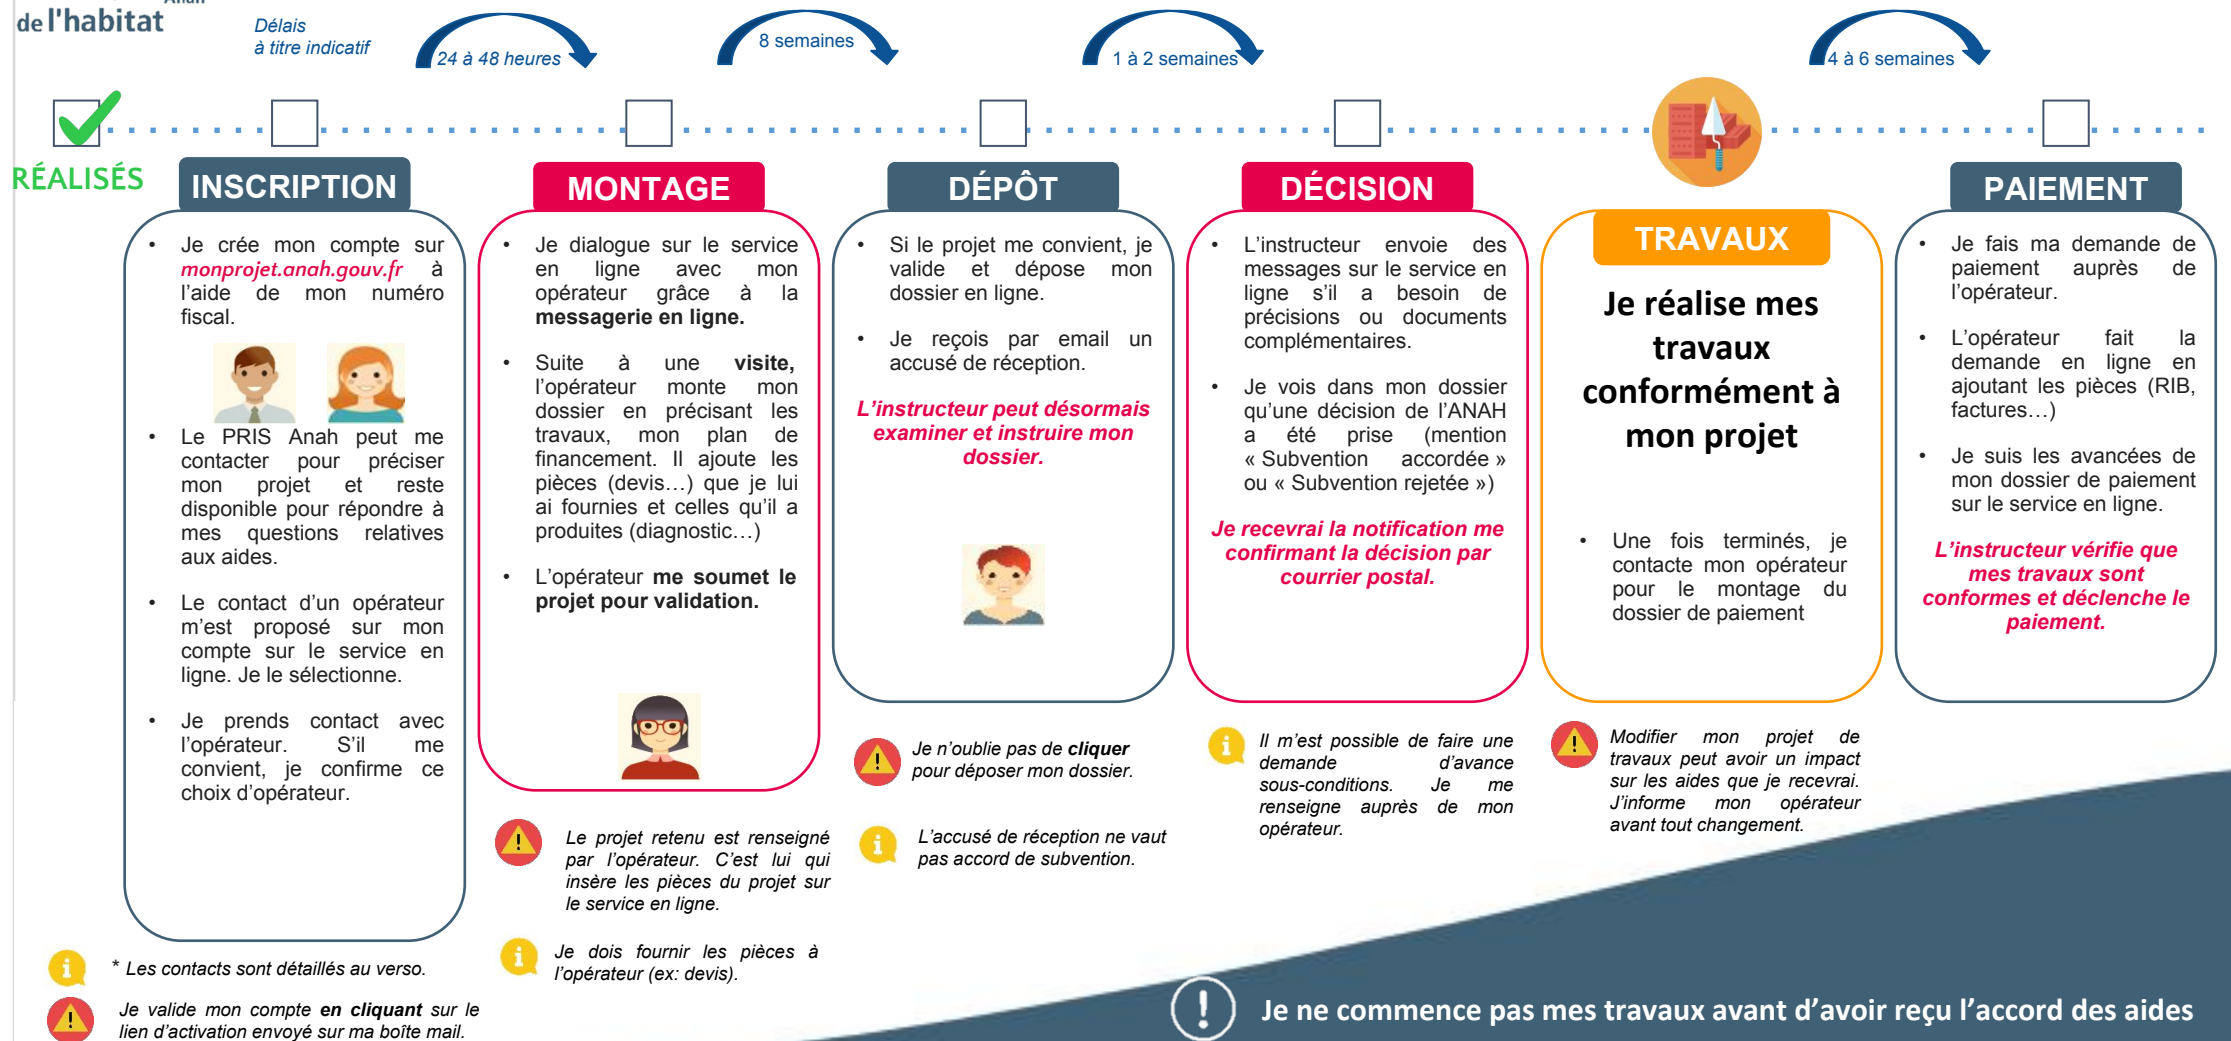 Anah
de l'habitat
Délais
à titre indicatif
24 à 48 heures
8 semaines
1 à 2 semaines
4 à 6 semaines
RÉALISÉS
INSCRIPTION
• Je crée mon compte sur
monprojet.anah.gouv.fr à
l'aide de mon numéro
fiscal.
• Le PRIS Anah peut me
contacter pour préciser
mon projet et reste
disponible pour répondre à
mes questions relatives
aux aides.
• Le contact d'un opérateur
m'est proposé sur mon
compte sur le service en
ligne. Je le sélectionne.
• Je prends contact avec
l'opérateur. S'il me
convient, je confirme ce
choix d'opérateur.
* Les contacts sont détaillés au verso.
Je valide mon compte en cliquant sur le
lien d'activation envoyé sur ma boîte mail.
MONTAGE
• Je dialogue sur le service
en ligne avec mon
opérateur grâce à la
messagerie en ligne.
• Suite à une visite,
l'opérateur monte mon
dossier en précisant les
travaux, mon plan de
financement. Il ajoute les
pièces (devis…) que je lui
ai fournies et celles qu'il a
produites (diagnostic…)
• L'opérateur me soumet le
projet pour validation.
Le projet retenu est renseigné
par l'opérateur. C'est lui qui
insère les pièces du projet sur
le service en ligne.
Je dois fournir les pièces à
l'opérateur (ex: devis).
DÉPÔT
• Si le projet me convient, je
valide et dépose mon
dossier en ligne.
• Je reçois par email un
accusé de réception.
L'instructeur peut désormais
examiner et instruire mon
dossier.
Je n'oublie pas de cliquer
pour déposer mon dossier.
L'accusé de réception ne vaut
pas accord de subvention.
DÉCISION
• L'instructeur envoie des
messages sur le service en
ligne s'il a besoin de
précisions ou documents
complémentaires.
• Je vois dans mon dossier
qu'une décision de l'ANAH
a été prise (mention
« Subvention accordée »
ou « Subvention rejetée »)
Je recevrai la notification me
confirmant la décision par
courrier postal.
Il m'est possible de faire une
demande d'avance
sous-conditions. Je me
renseigne auprès de mon
opérateur.
TRAVAUX
Je réalise mes
travaux
conformément à
mon projet
• Une fois terminés, je
contacte mon opérateur
pour le montage du
dossier de paiement
Modifier mon projet de
travaux peut avoir un impact
sur les aides que je recevrai.
J'informe mon opérateur
avant tout changement.
PAIEMENT
• Je fais ma demande de
paiement auprès de
l'opérateur.
• L'opérateur fait la
demande en ligne en
ajoutant les pièces (RIB,
factures…)
• Je suis les avancées de
mon dossier de paiement
sur le service en ligne.
L'instructeur vérifie que
mes travaux sont
conformes et déclenche le
paiement.
Je ne commence pas mes travaux avant d'avoir reçu l'accord des aides